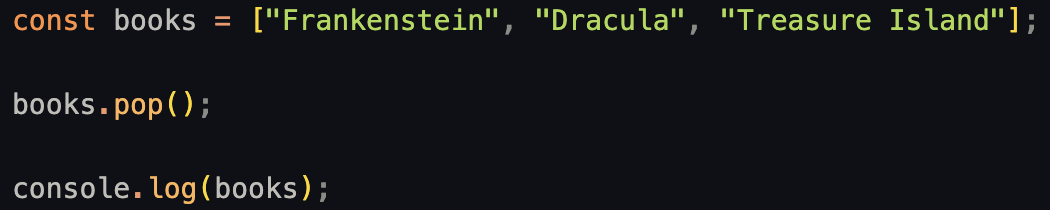 const books = ["Frankenstein", "Dracula", "Treasure Island"];
books.pop();
console.log(books);